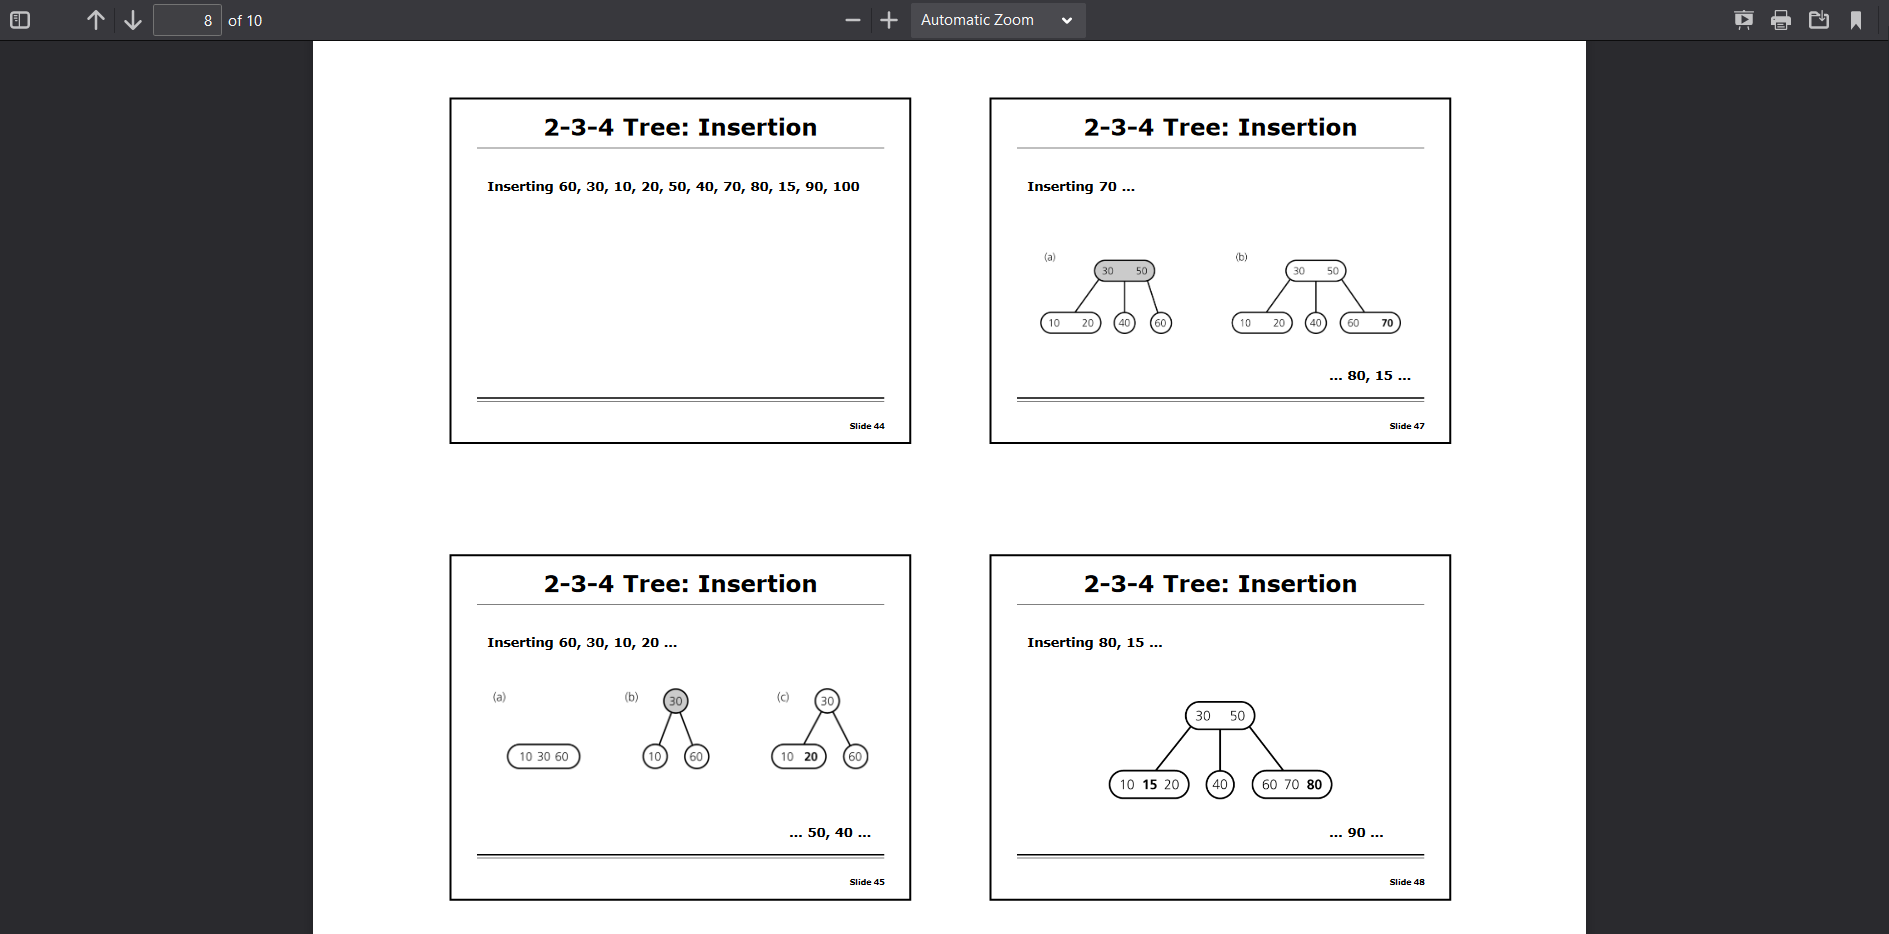 8 of 10
Automatic Zoom
2-3-4 Tree: Insertion
Inserting 60, 30, 10, 20, 50, 40, 70, 80, 15, 90, 100
Slide 44
2-3-4 Tree: Insertion
Inserting 70 ...
(a)
30 50
10 20 40 60
(b)
30 50
10 20 40 60 70
... 80, 15 ...
Slide 47
2-3-4 Tree: Insertion
Inserting 60, 30, 10, 20 ...
(a)
10 30 60
(b)
30
10 60
(c)
30
10 20 60
... 50, 40 ...
Slide 45
2-3-4 Tree: Insertion
Inserting 80, 15 ...
30 50
10 15 20 40 60 70 80
... 90 ...
Slide 48